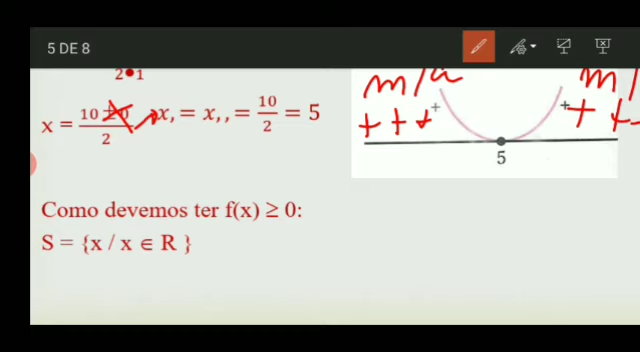 5 DE 8
2•1
x = 10 ± 0 / 2 → x, = x,, = 10/2 = 5
m/a m/
+ + + + + + +
5
Como devemos ter f(x) ≥ 0:
S = {x / x ∈ R }